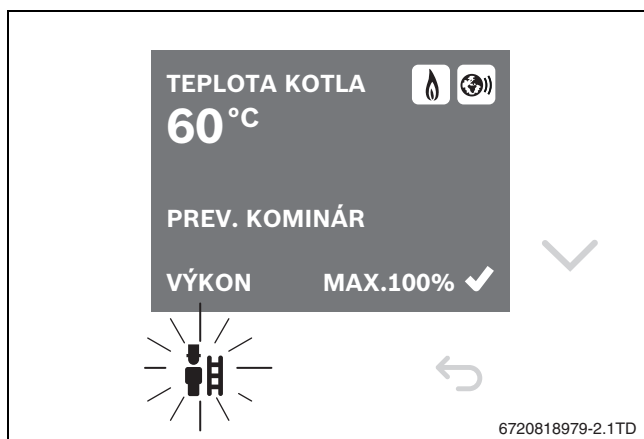 TEPLOTA KOTLA
60 °C
PREV. KOMINÁR
VÝKON MAX.100%
6720818979-2.1TD